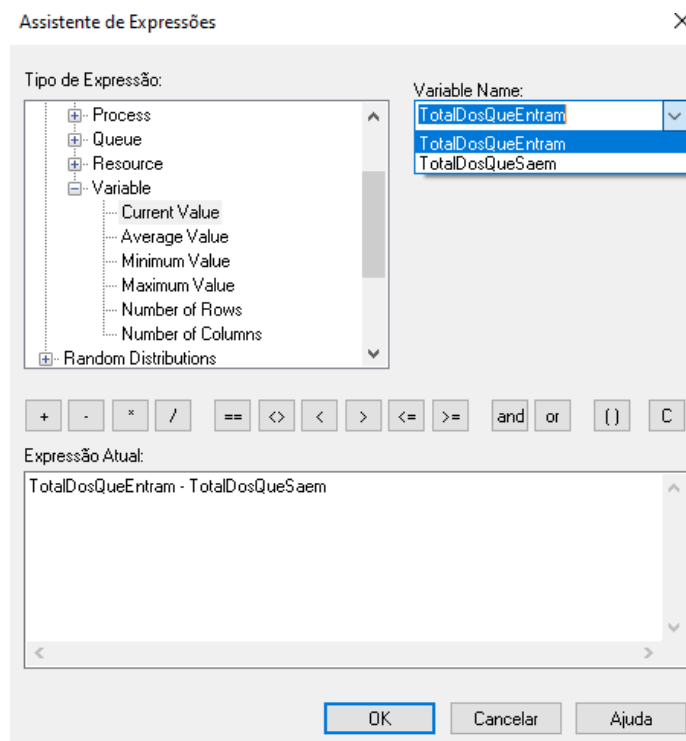 Assistente de Expressões
Tipo de Expressão:
Process
Queue
Resource
Variable
Current Value
Average Value
Minimum Value
Maximum Value
Number of Rows
Number of Columns
Random Distributions
Variable Name:
TotalDosQueEntram
TotalDosQueEntram
TotalDosQueSaem
+ - * / == <> < > <= >= and or () C
Expressão Atual:
TotalDosQueEntram - TotalDosQueSaem
OK Cancelar Ajuda